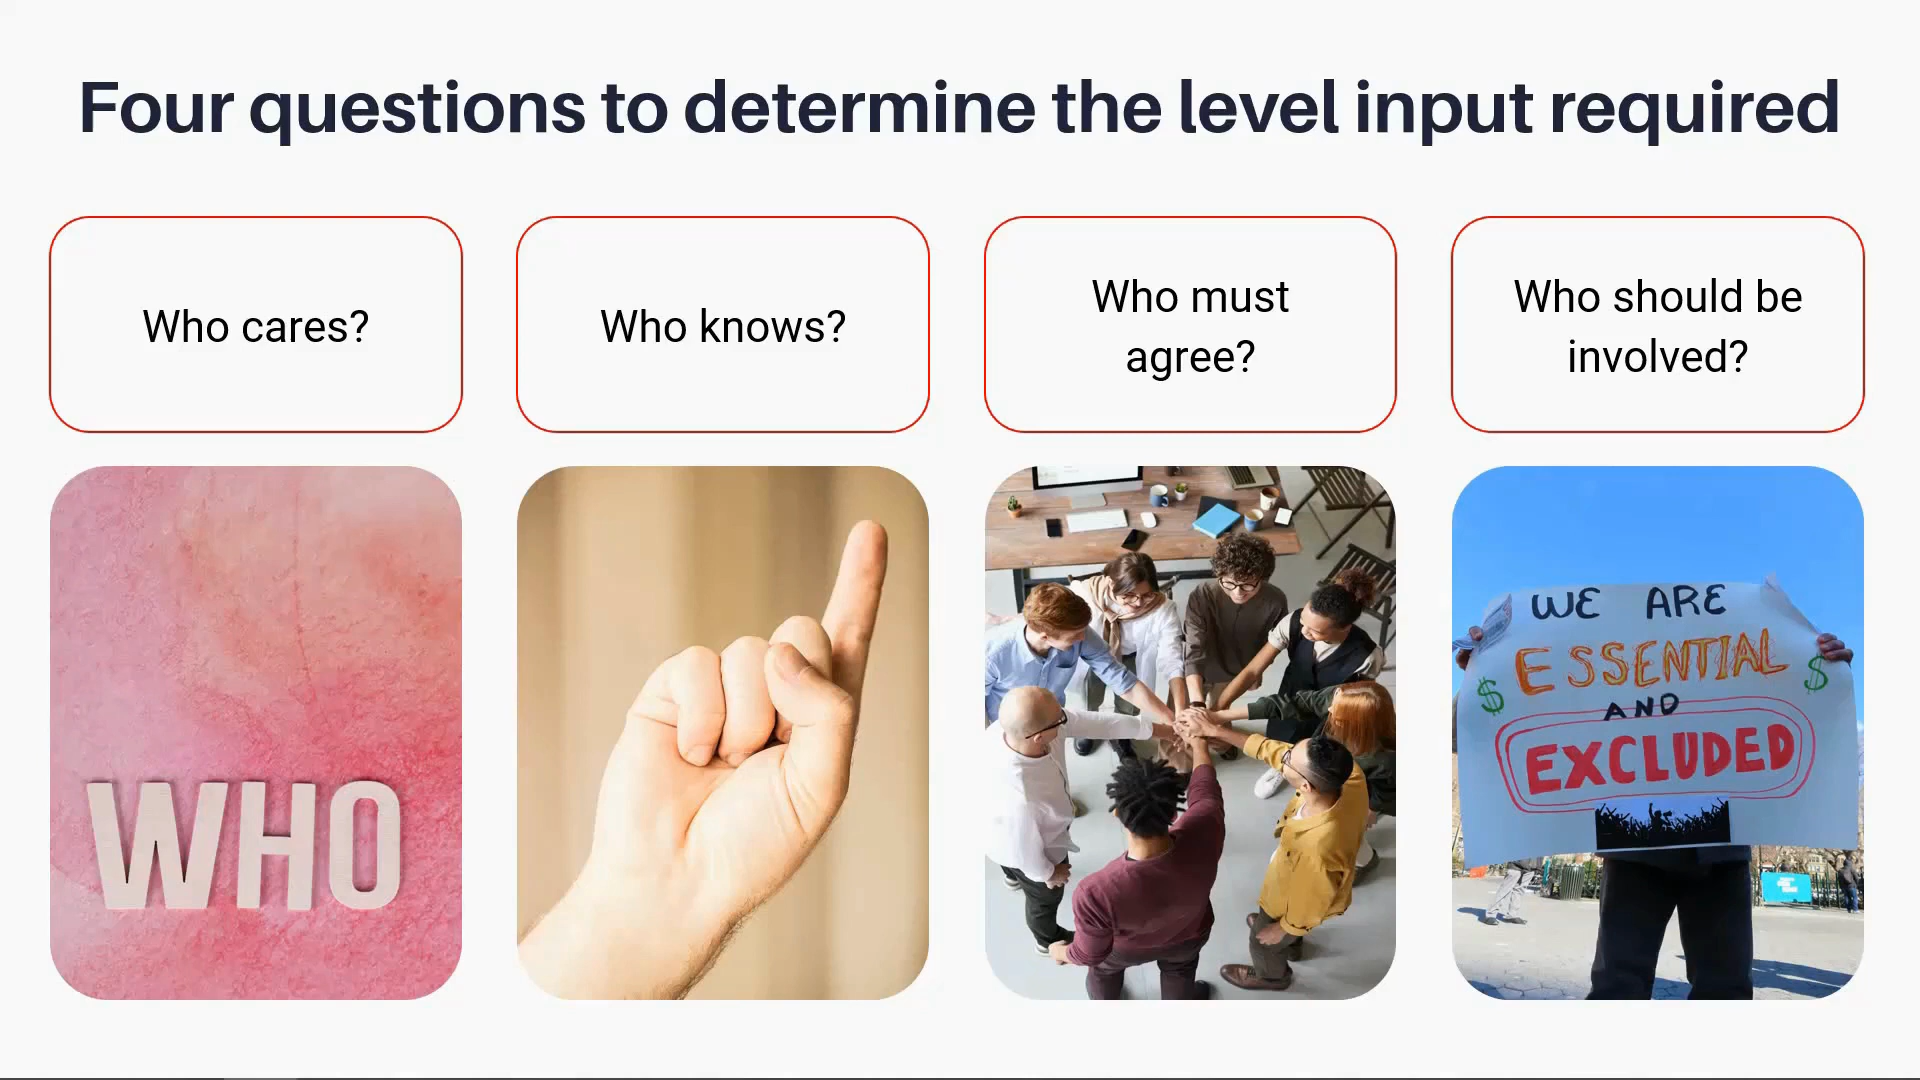 Four questions to determine the level input required
Who cares?
Who knows?
Who must
agree?
Who should be
involved?
WHO
WE ARE
$ ESSENTIAL $
AND
EXCLUDED